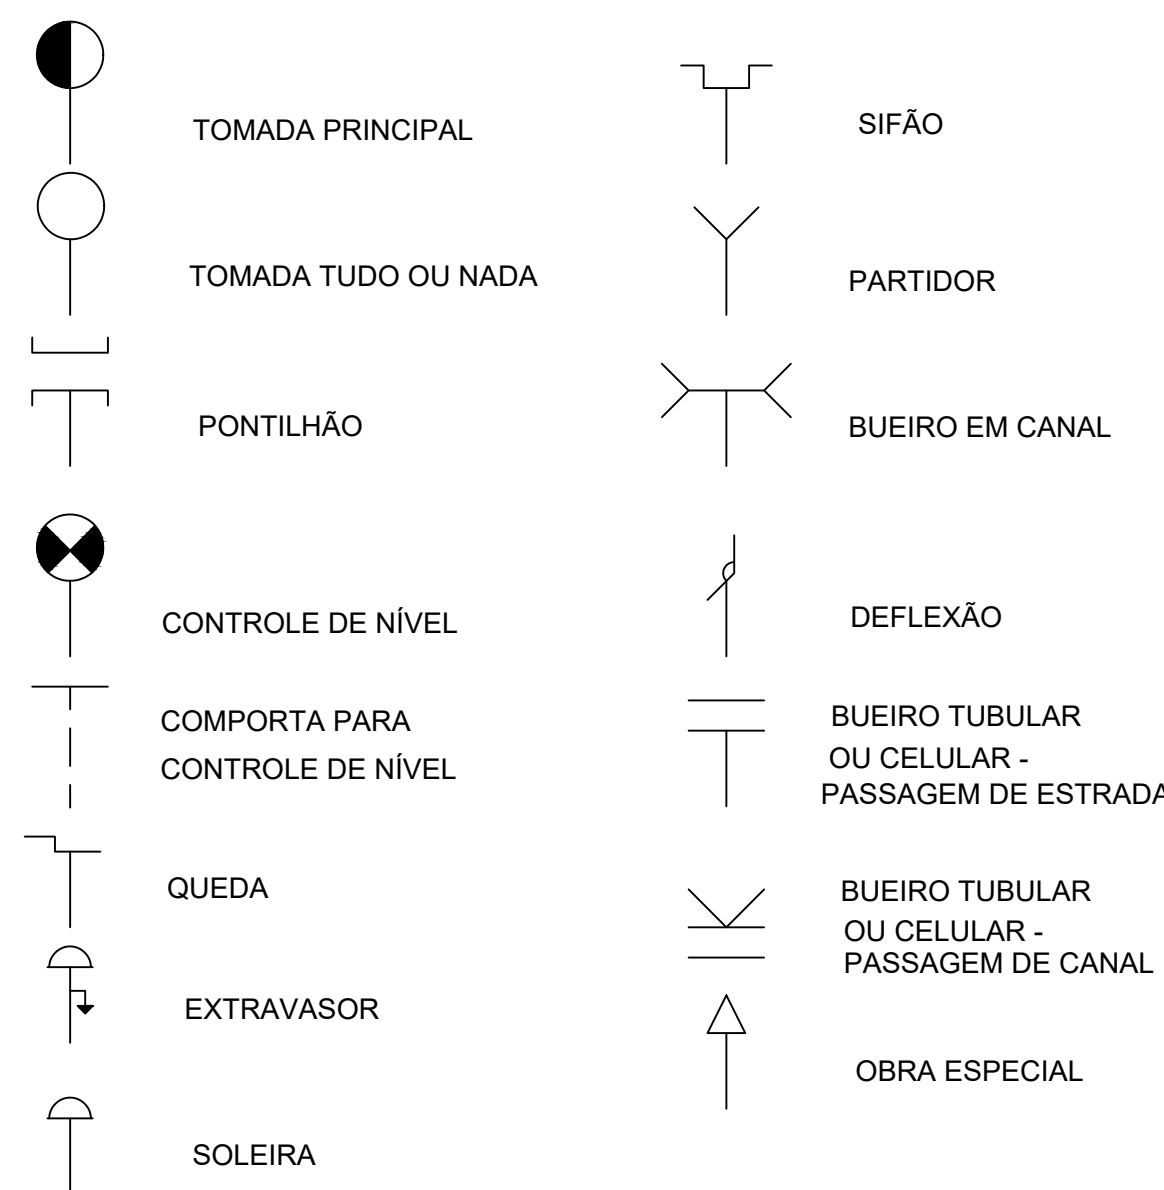 TOMADA PRINCIPAL
TOMADA TUDO OU NADA
PONTILHÃO
CONTROLE DE NÍVEL
COMPORTA PARA
CONTROLE DE NÍVEL
QUEDA
EXTRAVASOR
SOLEIRA
SIFÃO
PARTIDOR
BUEIRO EM CANAL
DEFLEXÃO
BUEIRO TUBULAR
OU CELULAR -
PASSAGEM DE ESTRADA
BUEIRO TUBULAR
OU CELULAR -
PASSAGEM DE CANAL
OBRA ESPECIAL